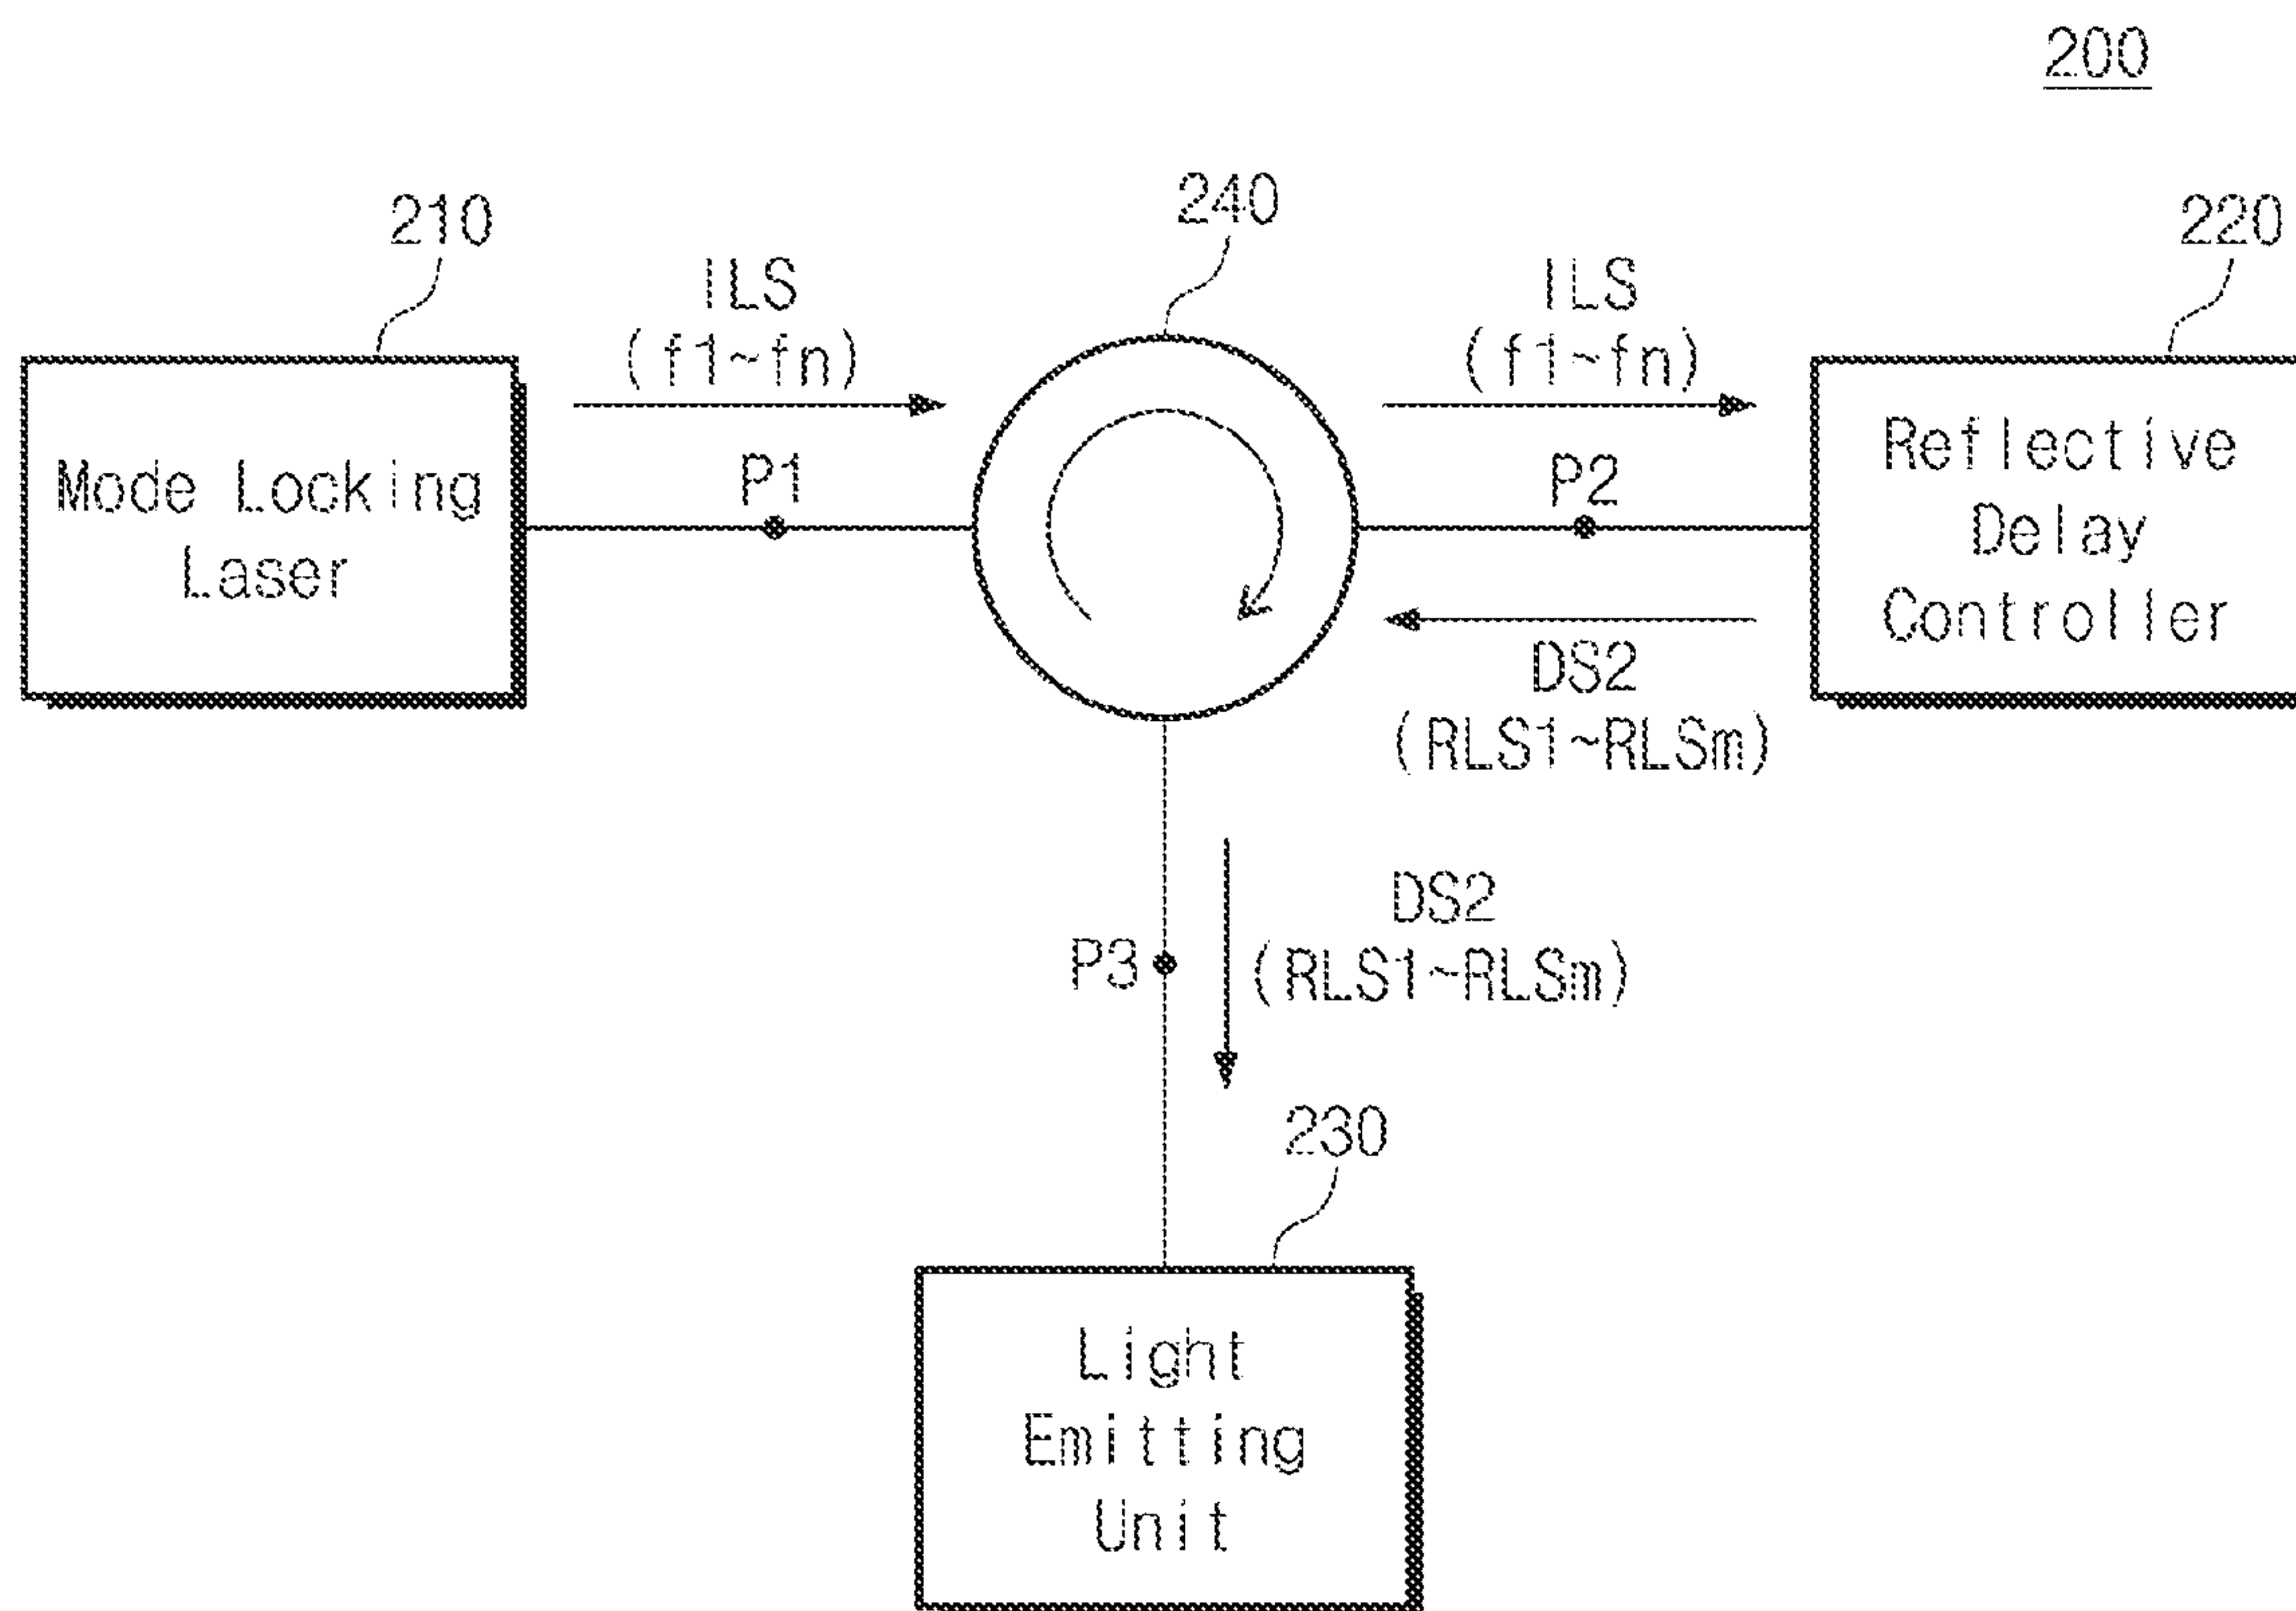 200
210
240
220
ILS
(f1~fn)
ILS
(f1~fn)
Mode Locking
Laser
P1
P2
Reflective
Delay
Controller
DS2
(RLS1~RLSm)
P3
DS2
(RLS1~RLSm)
230
Light
Emitting
Unit